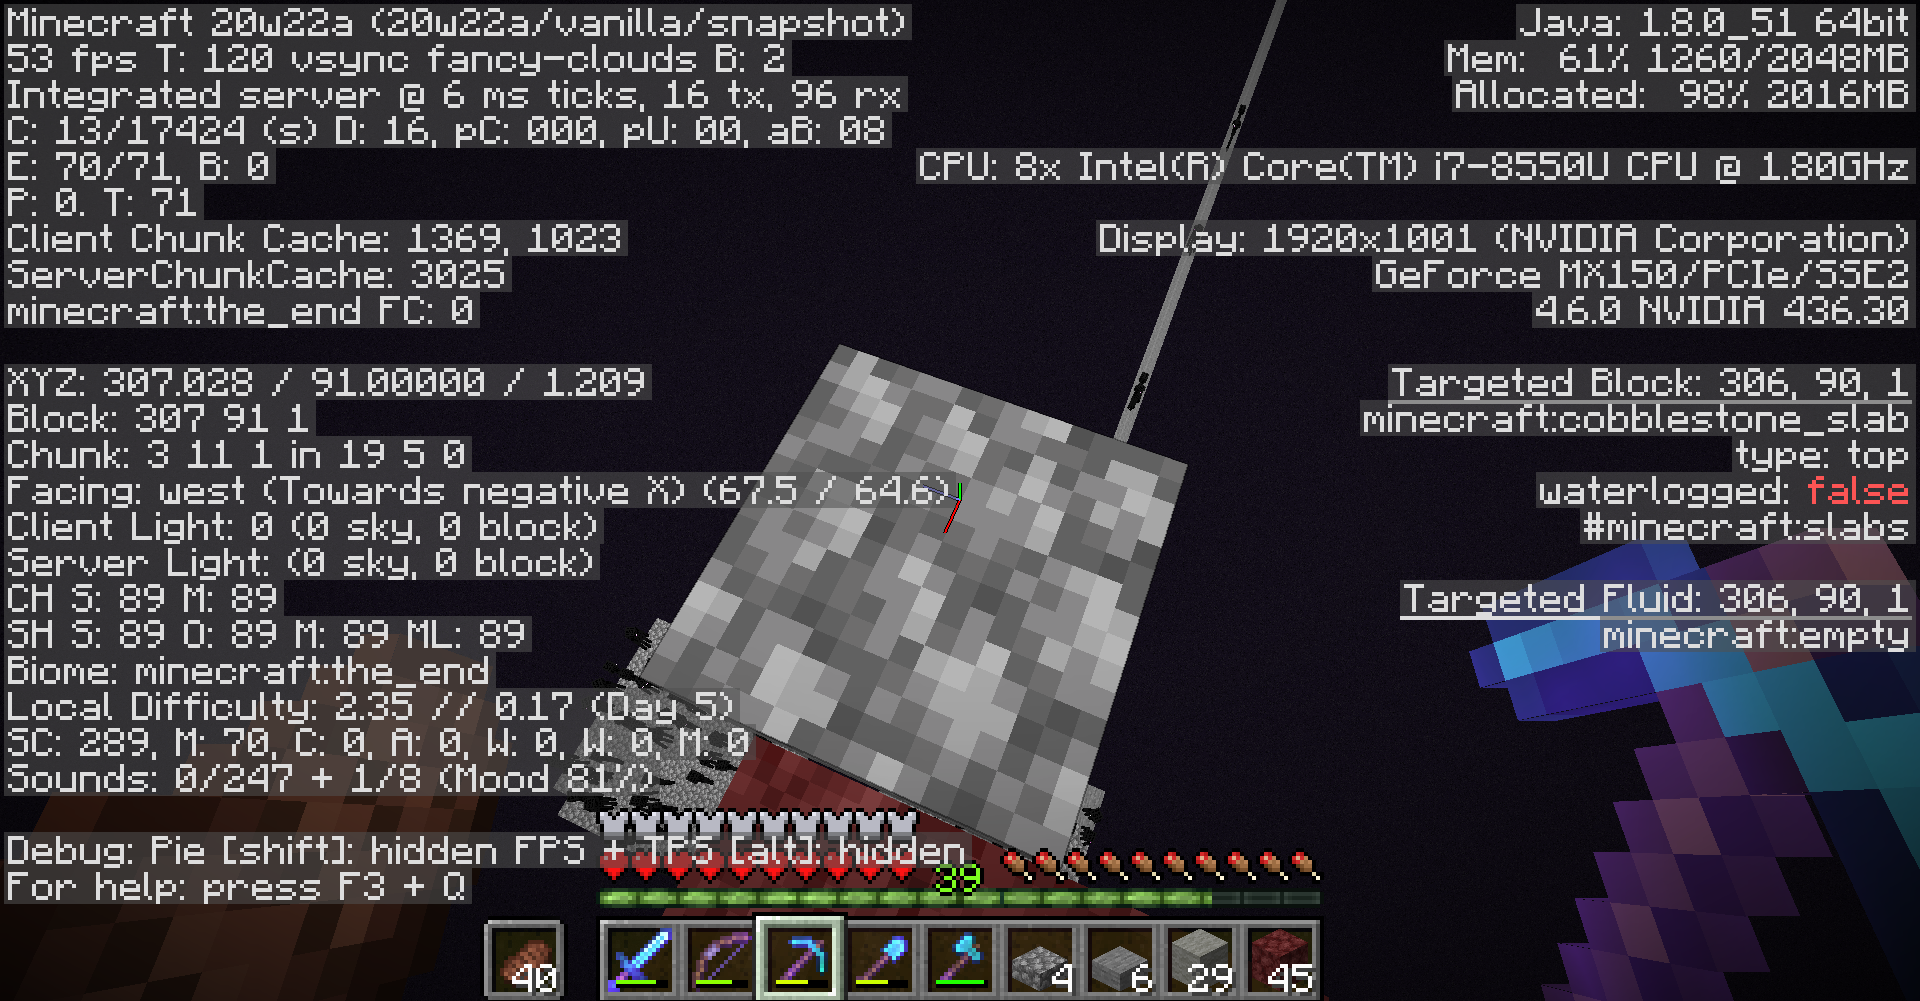 Minecraft 20w22a (20w22a/vanilla/snapshot)
53 fps T: 120 vsync fancy-clouds B: 2
Integrated server @ 6 ms ticks, 16 tx, 96 rx
C: 13/17424 (s) D: 16, pC: 000, pU: 00, aB: 08
E: 70/71, B: 0
P: 0. T: 71
Client Chunk Cache: 1369, 1023
ServerChunkCache: 3025
minecraft:the_end FC: 0
XYZ: 307.028 / 91.00000 / 1.209
Block: 307 91 1
Chunk: 3 11 1 in 19 5 0
Facing: west (Towards negative X) (67.5 / 64.6)
Client Light: 0 (0 sky, 0 block)
Server Light: (0 sky, 0 block)
CH S: 89 M: 89
SH S: 89 O: 89 M: 89 ML: 89
Biome: minecraft:the_end
Local Difficulty: 2.35 // 0.17 (Day 5)
SC: 289, M: 70, C: 0, A: 0, W: 0, W: 0, M: 0
Sounds: 0/247 + 1/8 (Mood 81%)
Debug: Pie [shift]: hidden FPS + TPS [alt]: hidden
For help: press F3 + Q
Java: 1.8.0_51 64bit
Mem: 61% 1260/2048MB
Allocated: 98% 2016MB
CPU: 8x Intel(R) Core(TM) i7-8550U CPU @ 1.80GHz
Display: 1920x1001 (NVIDIA Corporation)
GeForce MX150/PCIe/SSE2
4.6.0 NVIDIA 436.30
Targeted Block: 306, 90, 1
minecraft:cobblestone_slab
type: top
waterlogged: false
#minecraft:slabs
Targeted Fluid: 306, 90, 1
minecraft:empty
39
40 4 6 29 45